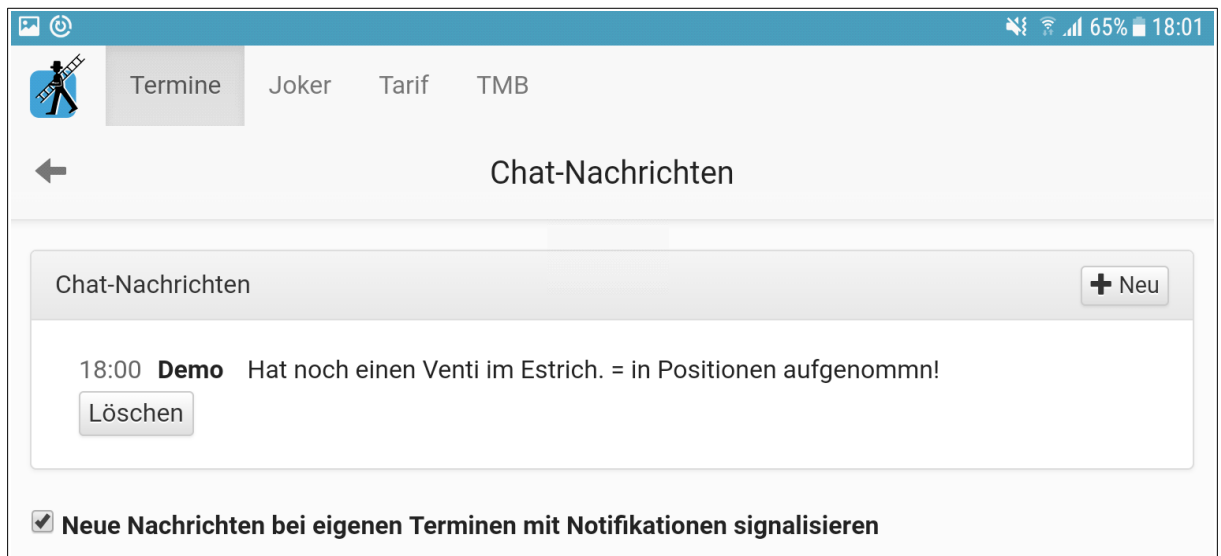 65% 18:01
Termine Joker Tarif TMB
Chat-Nachrichten
Chat-Nachrichten Neu
18:00 Demo Hat noch einen Venti im Estrich. = in Positionen aufgenommn!
Löschen
Neue Nachrichten bei eigenen Terminen mit Notifikationen signalisieren